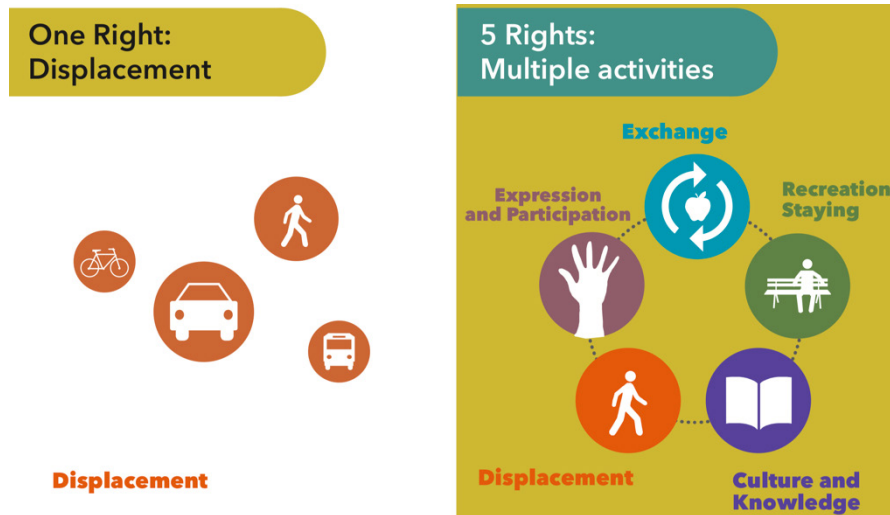 One Right:
Displacement
Displacement
5 Rights:
Multiple activities
Exchange
Expression
and Participation
Recreation
Staying
Displacement
Culture and
Knowledge